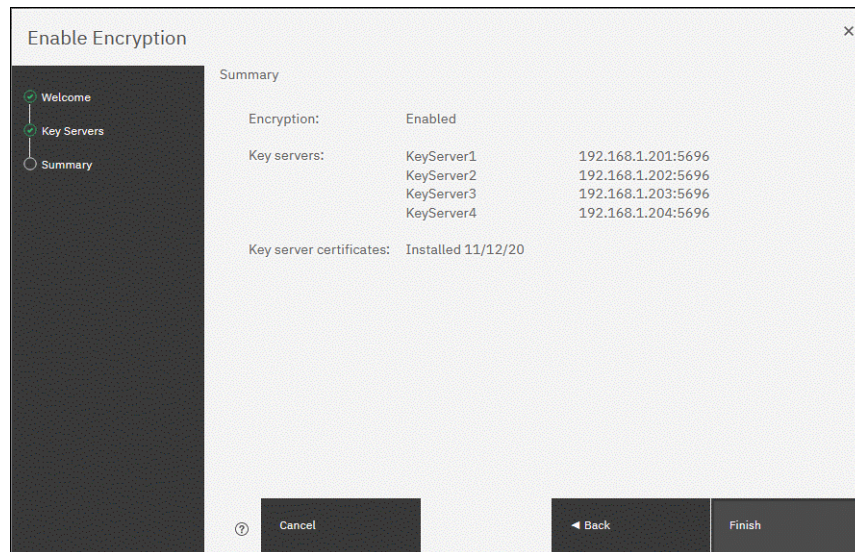 Enable Encryption
×
Welcome
Key Servers
Summary
Summary
Encryption: Enabled
Key servers: KeyServer1 192.168.1.201:5696
KeyServer2 192.168.1.202:5696
KeyServer3 192.168.1.203:5696
KeyServer4 192.168.1.204:5696
Key server certificates: Installed 11/12/20
? Cancel ◄ Back Finish